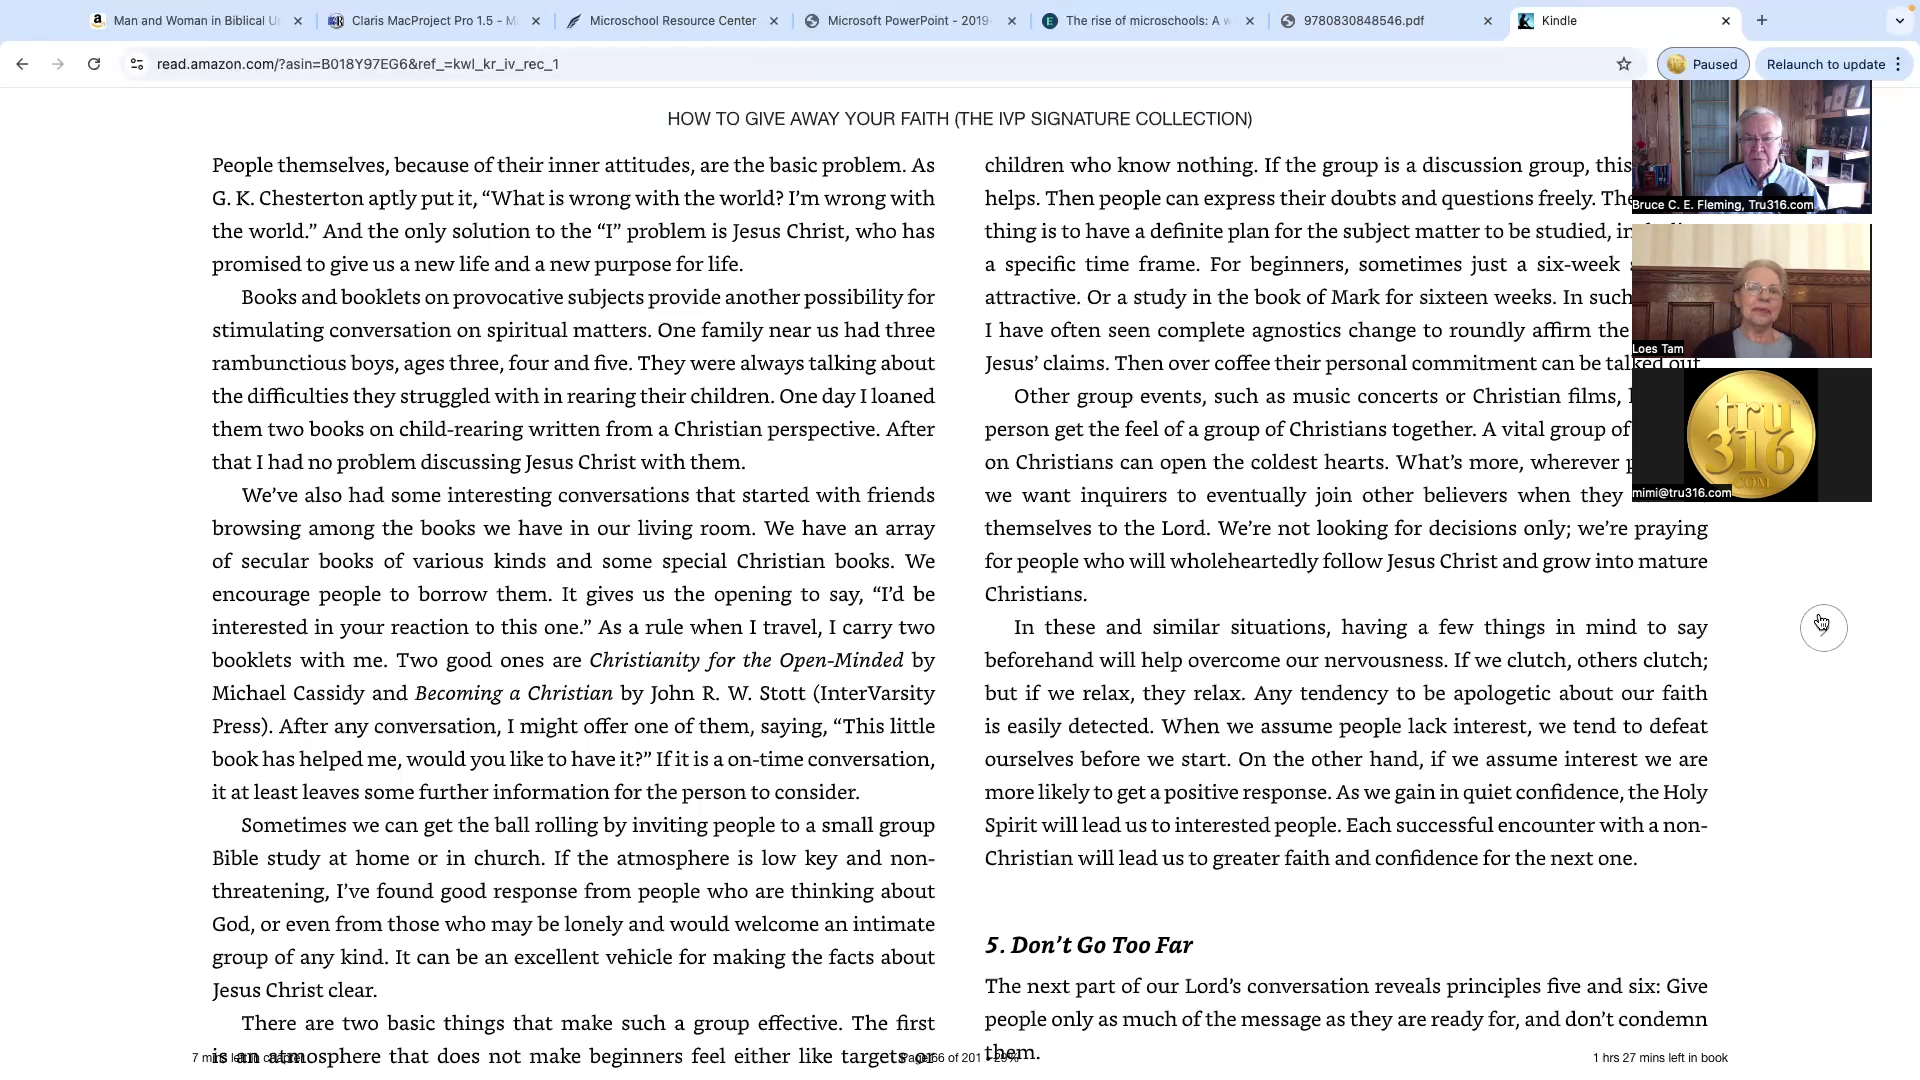 Man and Woman in Biblical U
Claris MacProject Pro 1.5 - M
Microschool Resource Center
Microsoft PowerPoint - 2019-
The rise of microschools: A w
9780830848546.pdf
Kindle
read.amazon.com/?asin=B018Y97EG6&ref_=kwl_kr_iv_rec_1
Paused
Relaunch to update
HOW TO GIVE AWAY YOUR FAITH (THE IVP SIGNATURE COLLECTION)
People themselves, because of their inner attitudes, are the basic problem. As
G. K. Chesterton aptly put it, “What is wrong with the world? I’m wrong with
the world.” And the only solution to the “I” problem is Jesus Christ, who has
promised to give us a new life and a new purpose for life.
Books and booklets on provocative subjects provide another possibility for
stimulating conversation on spiritual matters. One family near us had three
rambunctious boys, ages three, four and five. They were always talking about
the difficulties they struggled with in rearing their children. One day I loaned
them two books on child-rearing written from a Christian perspective. After
that I had no problem discussing Jesus Christ with them.
We’ve also had some interesting conversations that started with friends
browsing among the books we have in our living room. We have an array
of secular books of various kinds and some special Christian books. We
encourage people to borrow them. It gives us the opening to say, “I’d be
interested in your reaction to this one.” As a rule when I travel, I carry two
booklets with me. Two good ones are Christianity for the Open-Minded by
Michael Cassidy and Becoming a Christian by John R. W. Stott (InterVarsity
Press). After any conversation, I might offer one of them, saying, “This little
book has helped me, would you like to have it?” If it is a on-time conversation,
it at least leaves some further information for the person to consider.
Sometimes we can get the ball rolling by inviting people to a small group
Bible study at home or in church. If the atmosphere is low key and non-
threatening, I’ve found good response from people who are thinking about
God, or even from those who may be lonely and would welcome an intimate
group of any kind. It can be an excellent vehicle for making the facts about
Jesus Christ clear.
There are two basic things that make such a group effective. The first
is an atmosphere that does not make beginners feel either like targets or
children who know nothing. If the group is a discussion group, this
helps. Then people can express their doubts and questions freely. The
thing is to have a definite plan for the subject matter to be studied,
a specific time frame. For beginners, sometimes just a six-week
attractive. Or a study in the book of Mark for sixteen weeks. In such
I have often seen complete agnostics change to roundly affirm the
Jesus’ claims. Then over coffee their personal commitment can be talked out.
Other group events, such as music concerts or Christian films,
person get the feel of a group of Christians together. A vital group of
on Christians can open the coldest hearts. What’s more, wherever
we want inquirers to eventually join other believers when they
themselves to the Lord. We’re not looking for decisions only; we’re praying
for people who will wholeheartedly follow Jesus Christ and grow into mature
Christians.
In these and similar situations, having a few things in mind to say
beforehand will help overcome our nervousness. If we clutch, others clutch;
but if we relax, they relax. Any tendency to be apologetic about our faith
is easily detected. When we assume people lack interest, we tend to defeat
ourselves before we start. On the other hand, if we assume interest we are
more likely to get a positive response. As we gain in quiet confidence, the Holy
Spirit will lead us to interested people. Each successful encounter with a non-
Christian will lead us to greater faith and confidence for the next one.
5. Don’t Go Too Far
The next part of our Lord’s conversation reveals principles five and six: Give
people only as much of the message as they are ready for, and don’t condemn
them.
7 mins left in chapter
Page 66 of 201 • 29%
1 hrs 27 mins left in book
Bruce C. E. Fleming, Tru316.com
Loes Tam
tru
316
.COM
mimi@tru316.com